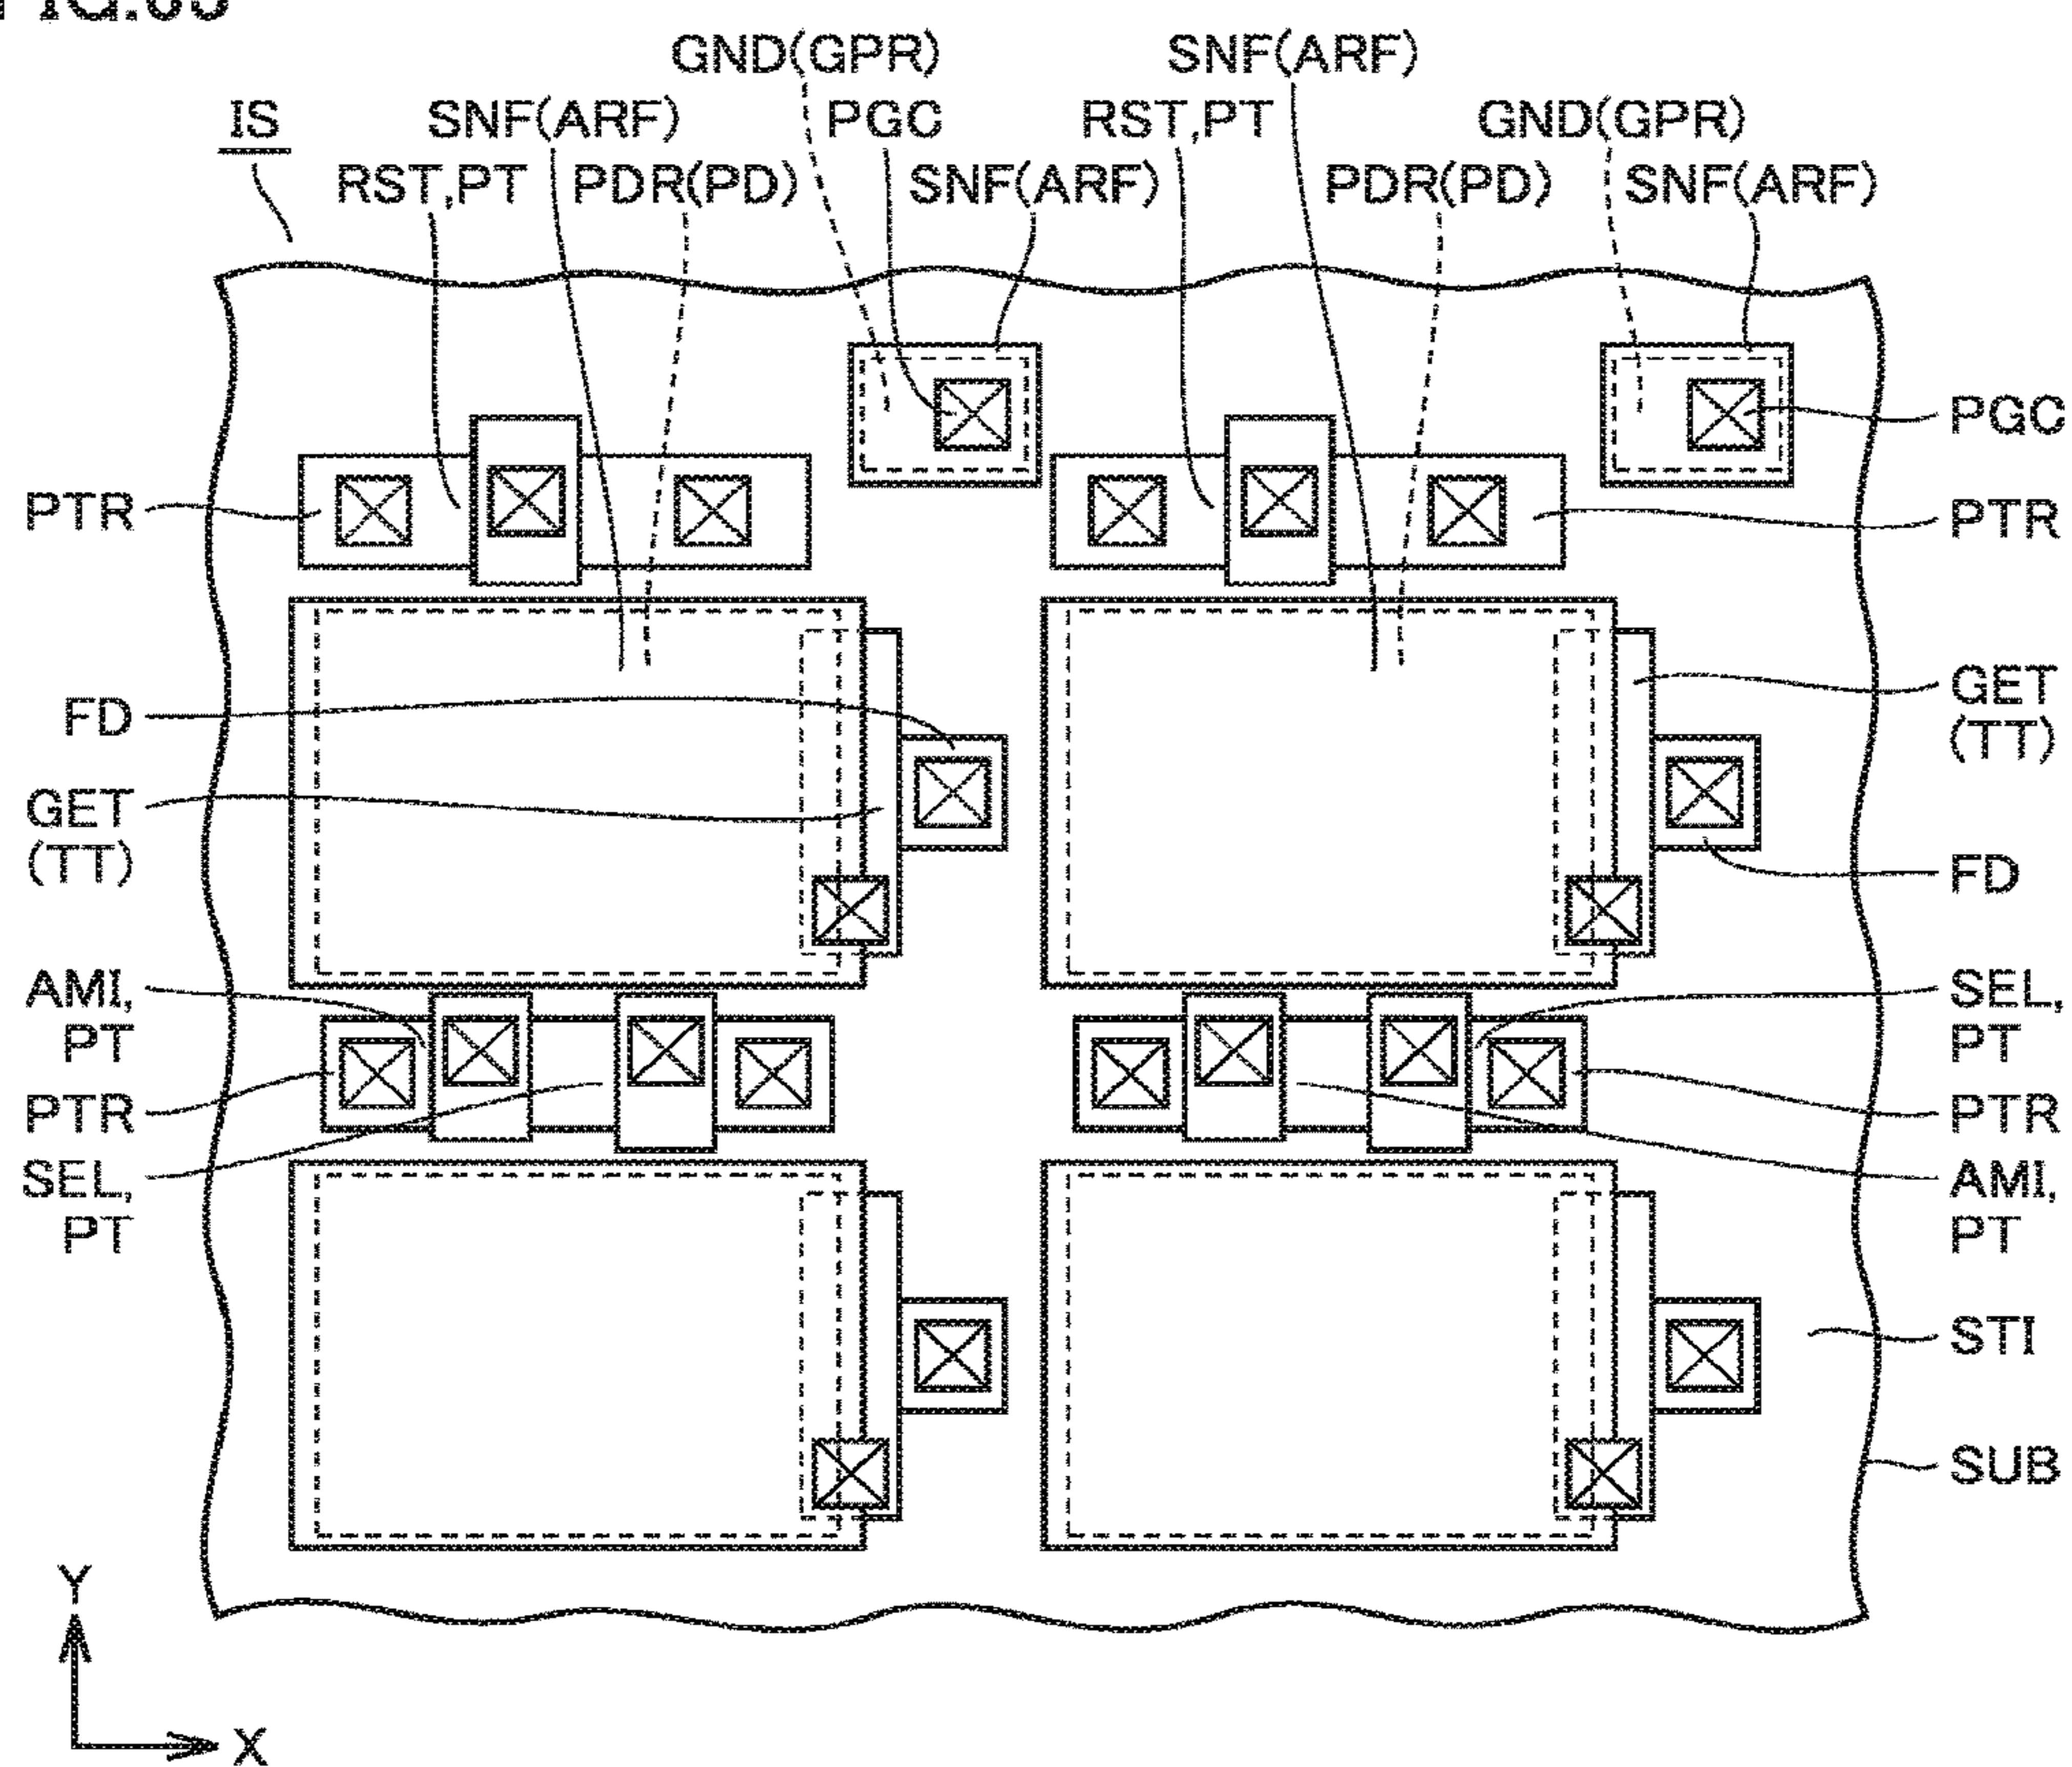 GND(GPR) SNF(ARF)
IS SNF(ARF) PGC RST,PT GND(GPR)
RST,PT PDR(PD) SNF(ARF) PDR(PD) SNF(ARF)
PGC
PTR PTR
FD GET
(TT)
GET
(TT) FD
AMI,
PT SEL,
PT
PTR PTR
SEL,
PT AMI,
PT
STI
SUB
Y
X